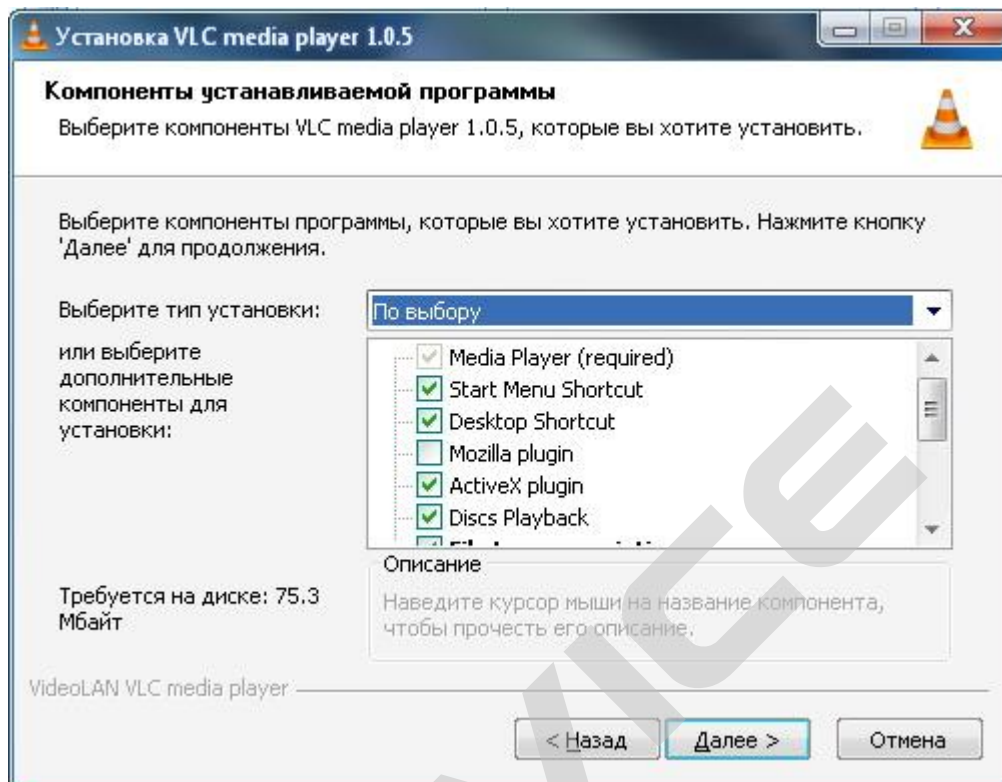 Установка VLC media player 1.0.5
Компоненты устанавливаемой программы
Выберите компоненты VLC media player 1.0.5, которые вы хотите установить.
Выберите компоненты программы, которые вы хотите установить. Нажмите кнопку
'Далее' для продолжения.
Выберите тип установки:
По выбору
или выберите
дополнительные
компоненты для
установки:
Media Player (required)
Start Menu Shortcut
Desktop Shortcut
Mozilla plugin
ActiveX plugin
Discs Playback
Требуется на диске: 75.3
Мбайт
Описание
Наведите курсор мыши на название компонента,
чтобы прочесть его описание.
VideoLAN VLC media player
< Назад
Далее >
Отмена